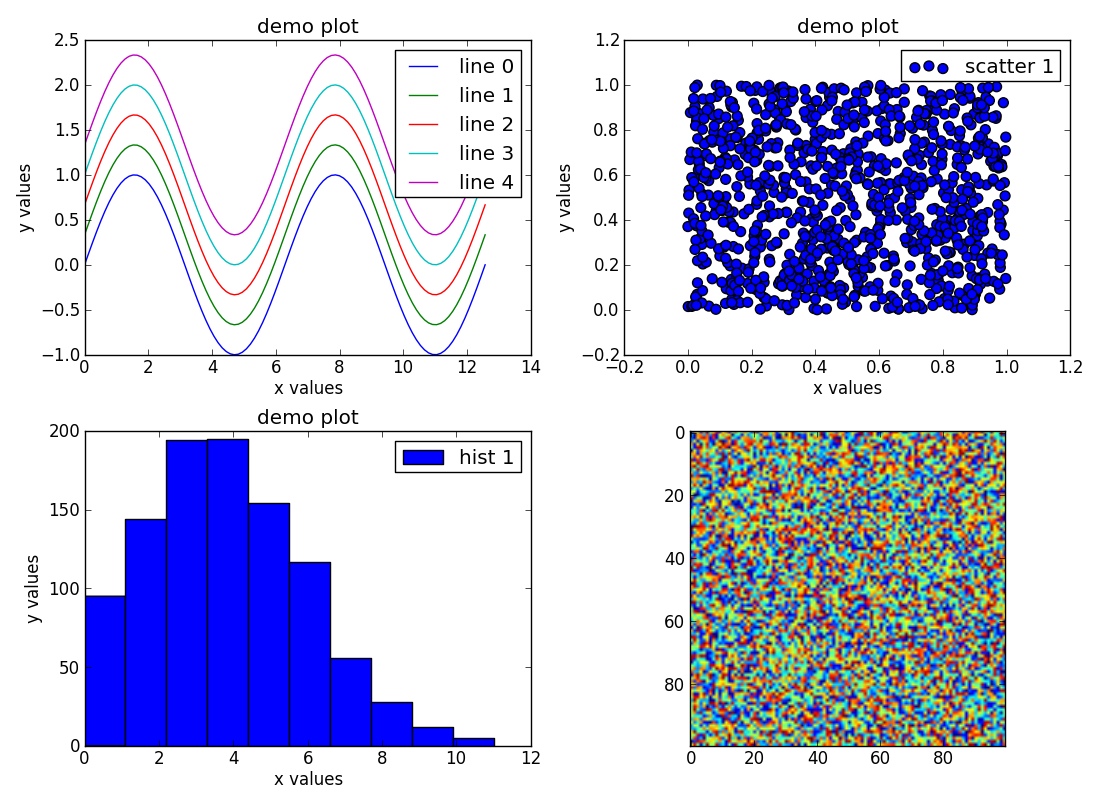 demo plot
2.5
2.0
1.5
1.0
0.5
0.0
−0.5
−1.0
y values
0 2 4 6 8 10 12 14
x values
line 0
line 1
line 2
line 3
line 4
demo plot
1.2
1.0
0.8
0.6
0.4
0.2
0.0
−0.2
y values
−0.2 0.0 0.2 0.4 0.6 0.8 1.0 1.2
x values
scatter 1
demo plot
200
150
100
50
0
y values
0 2 4 6 8 10 12
x values
hist 1
0
20
40
60
80
0 20 40 60 80